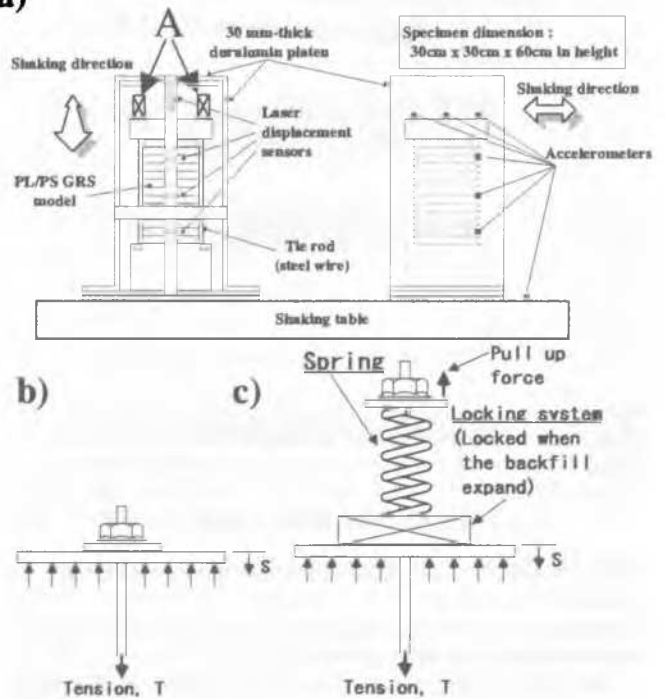 a)
A
30 mm-thick
duralumin platen
Specimen dimension :
30cm x 30cm x 60cm in height
Shaking direction
Shaking direction
Laser
displacement
sensors
Accelerometers
PL/PS GRS
model
Tie rod
(steel wire)
Shaking table
b)
c)
Spring
Pull up
force
Locking system
(Locked when
the backfill
expand)
S
S
Tension, T
Tension, T